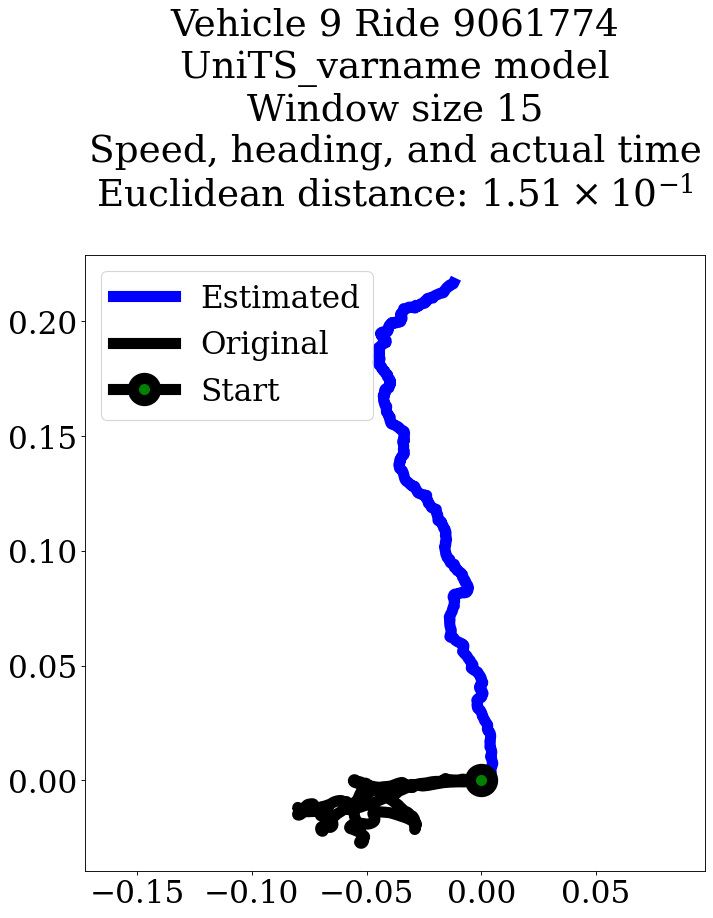 Vehicle 9 Ride 9061774
UniTS_varname model
Window size 15
Speed, heading, and actual time
Euclidean distance: 1.51 × 10⁻¹
Estimated
Original
Start
0.20
0.15
0.10
0.05
0.00
−0.15 −0.10 −0.05 0.00 0.05